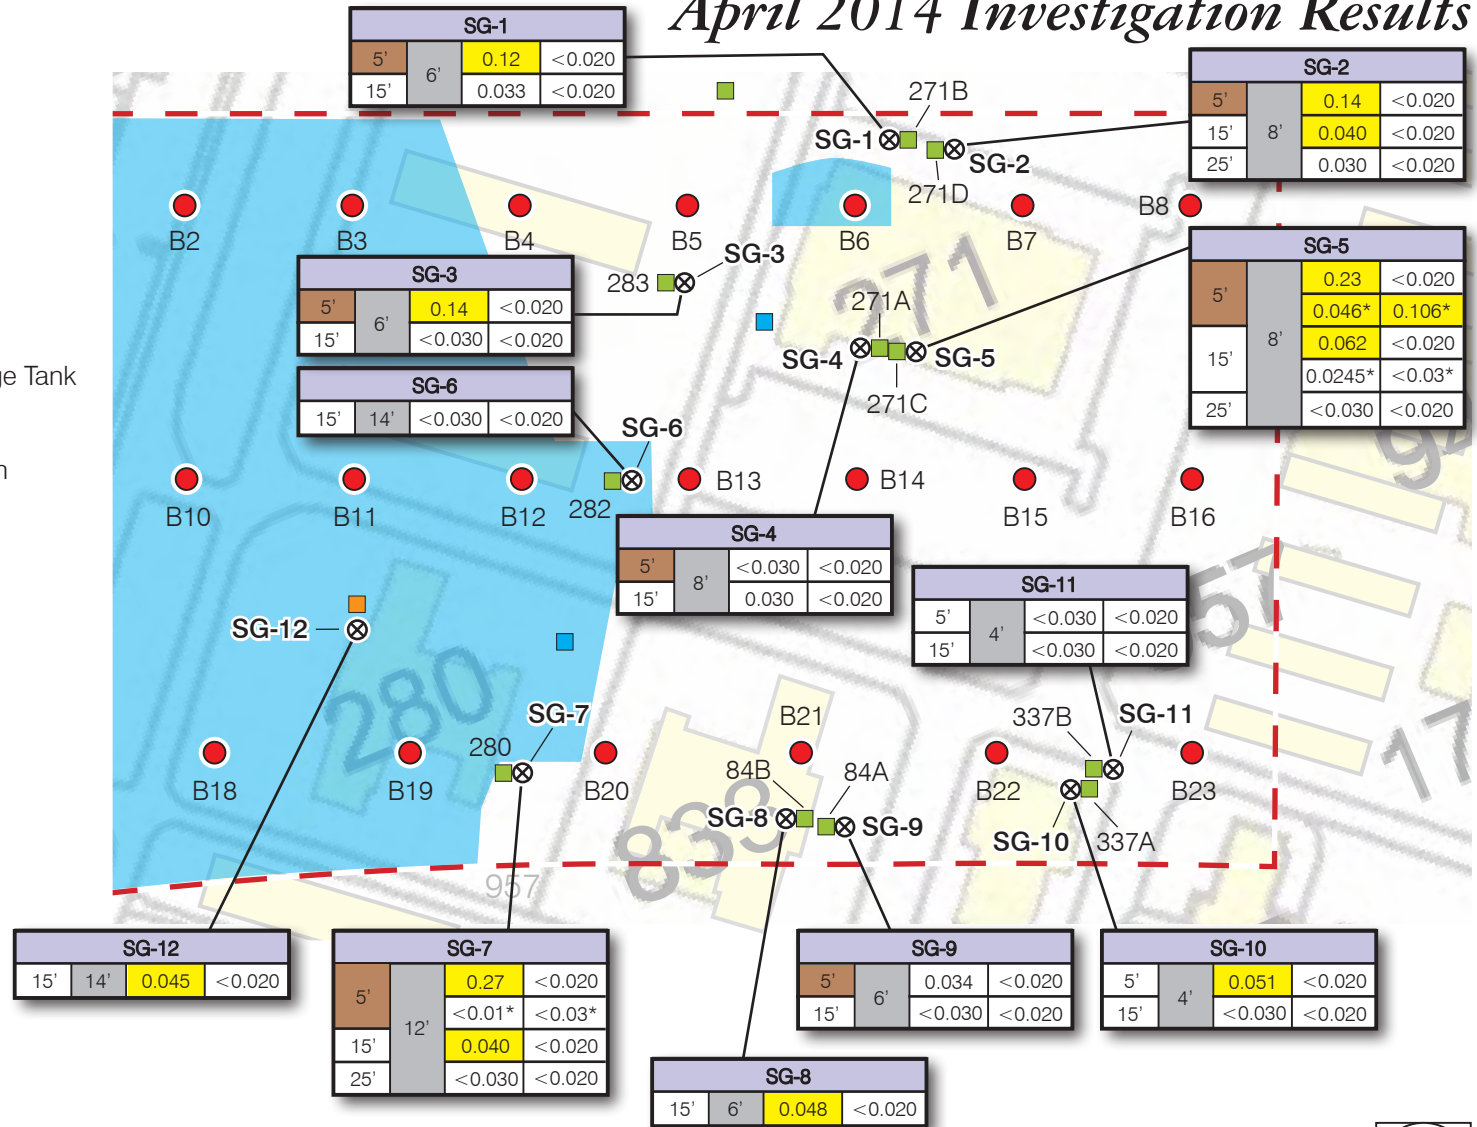 April 2014 Investigation Results
SG-1
5' 6' 0.12 <0.020
15' 0.033 <0.020
SG-2
5' 8' 0.14 <0.020
15' 0.040 <0.020
25' 0.030 <0.020
271B
SG-1
SG-2
271D
B2
B3
B4
B5
B6
B7
B8
SG-3
283
SG-3
5' 6' 0.14 <0.020
15' <0.030 <0.020
SG-5
5' 8' 0.23 <0.020
0.046* 0.106*
15' 0.062 <0.020
0.0245* <0.03*
25' <0.030 <0.020
271
271A
SG-4
SG-5
271C
ge Tank
SG-6
15' 14' <0.030 <0.020
SG-6
282
n
94
B10
B11
B12
B13
B14
B15
B16
SG-4
5' 8' <0.030 <0.020
15' 0.030 <0.020
SG-11
5' 4' <0.030 <0.020
15' <0.030 <0.020
57
SG-12
280
SG-7
280
B18
B19
B20
B21
84B
84A
SG-8
SG-9
833
337B
SG-11
B22
B23
SG-10
337A
17
957
SG-12
15' 14' 0.045 <0.020
SG-7
5' 12' 0.27 <0.020
<0.01* <0.03*
15' 0.040 <0.020
25' <0.030 <0.020
SG-9
5' 6' 0.034 <0.020
15' <0.030 <0.020
SG-10
5' 4' 0.051 <0.020
15' <0.030 <0.020
SG-8
15' 6' 0.048 <0.020